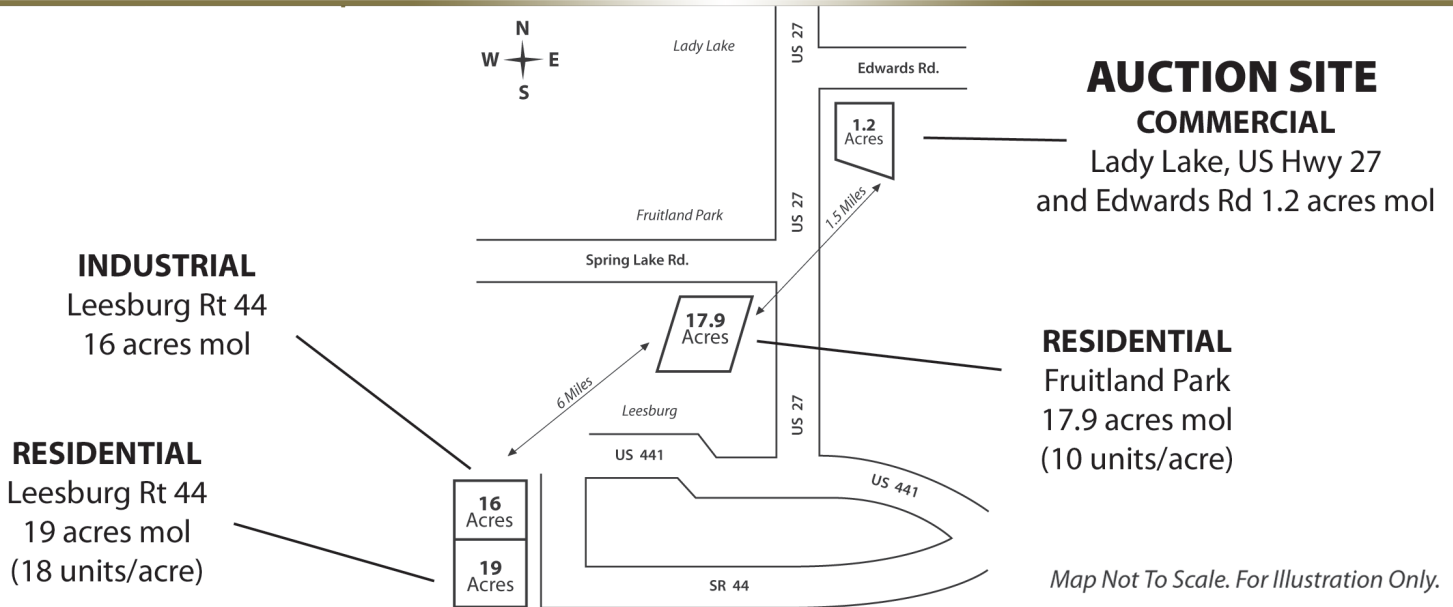 N
W E
S
Lady Lake
US 27
Edwards Rd.
1.2
Acres
AUCTION SITE
COMMERCIAL
Lady Lake, US Hwy 27
and Edwards Rd 1.2 acres mol
1.5 Miles
US 27
Fruitland Park
Spring Lake Rd.
INDUSTRIAL
Leesburg Rt 44
16 acres mol
17.9
Acres
RESIDENTIAL
Fruitland Park
17.9 acres mol
(10 units/acre)
6 Miles
Leesburg
US 27
US 441
US 441
RESIDENTIAL
Leesburg Rt 44
19 acres mol
(18 units/acre)
16
Acres
19
Acres
SR 44
Map Not To Scale. For Illustration Only.